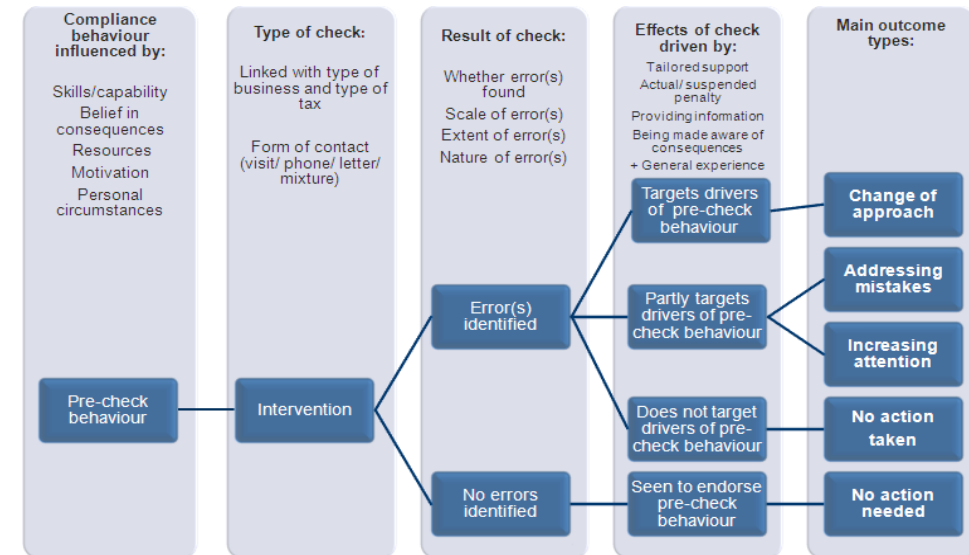 Compliance
behaviour
influenced by:
Skills/capability
Belief in
consequences
Resources
Motivation
Personal
circumstances
Pre-check
behaviour
Type of check:
Linked with type of
business and type of
tax
Form of contact
(visit/ phone/ letter/
mixture)
Intervention
Result of check:
Whether error(s)
found
Scale of error(s)
Extent of error(s)
Nature of error(s)
Error(s)
identified
No errors
identified
Effects of check
driven by:
Tailored support
Actual/ suspended
penalty
Providing information
Being made aware of
consequences
+ General experience
Targets drivers
of pre-check
behaviour
Partly targets
drivers of pre-
check behaviour
Does not target
drivers of pre-
check behaviour
Seen to endorse
pre-check
behaviour
Main outcome
types:
Change of
approach
Addressing
mistakes
Increasing
attention
No action
taken
No action
needed